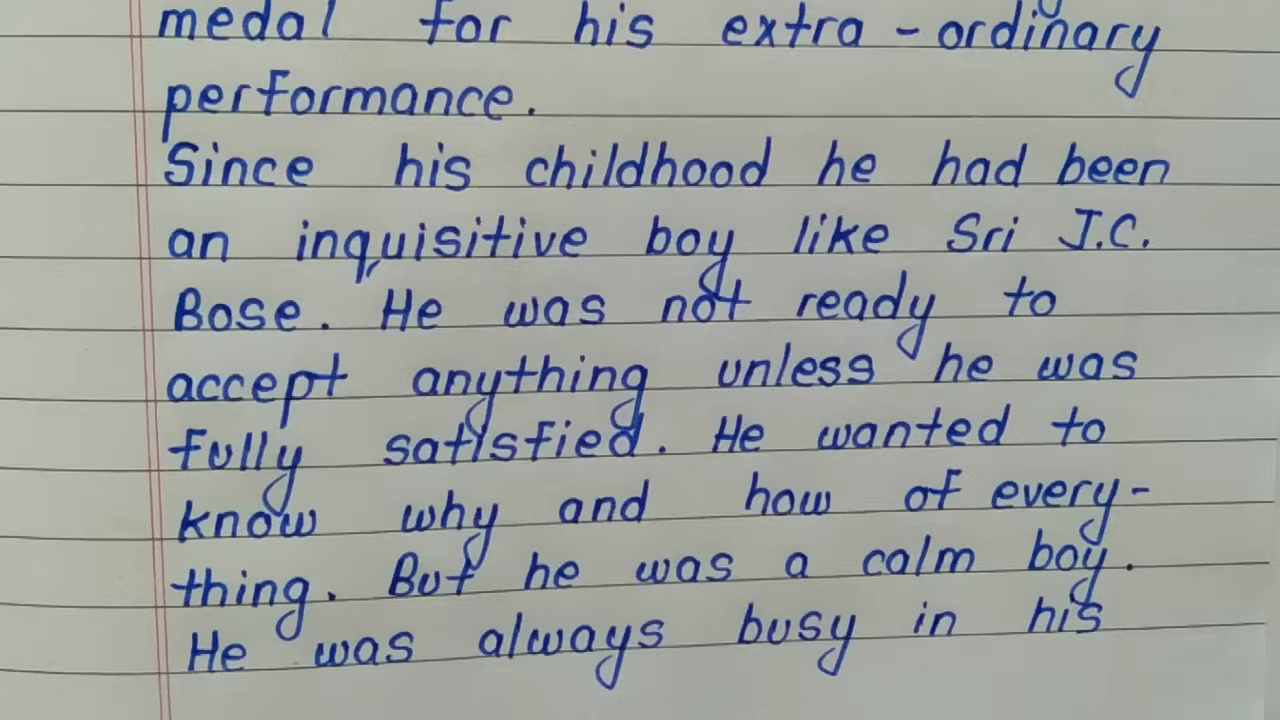 medal for his extra-ordinary
performance.
Since his childhood he had been
an inquisitive boy like Sri J.C.
Bose. He was not ready to
accept anything unless he was
fully satisfied. He wanted to
know why and how of every-
thing. But he was a calm boy.
He was always busy in his